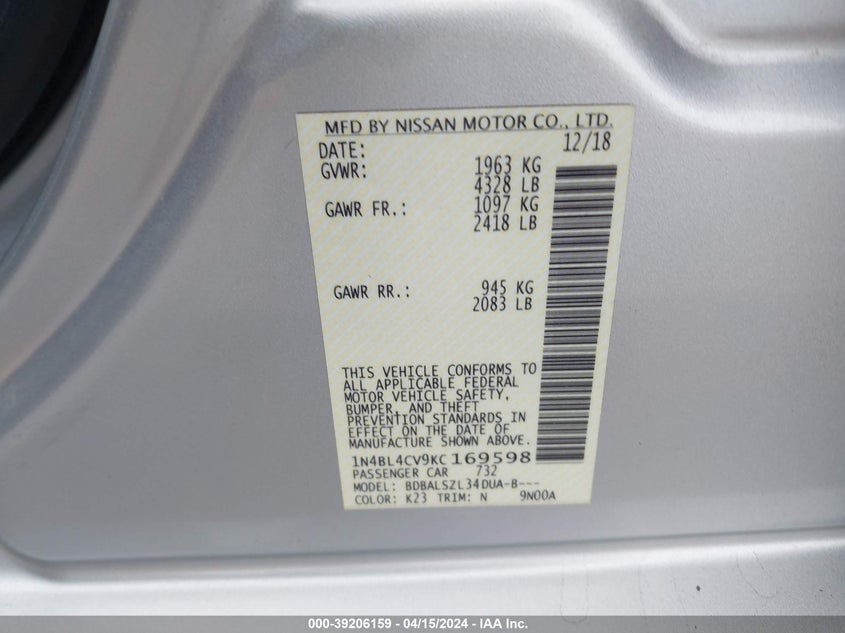 MFD BY NISSAN MOTOR CO., LTD.
DATE: 12/18
GVWR: 1963 KG
4328 LB
GAWR FR.: 1097 KG
2418 LB
GAWR RR.: 945 KG
2083 LB
THIS VEHICLE CONFORMS TO
ALL APPLICABLE FEDERAL
MOTOR VEHICLE SAFETY,
BUMPER, AND THEFT
PREVENTION STANDARDS IN
EFFECT ON THE DATE OF
MANUFACTURE SHOWN ABOVE.
1N4BL4CV9KC169598
PASSENGER CAR 732
MODEL: BDBALSZL34DUA-B---
COLOR: K23 TRIM: N 9N00A
000-39206159 - 04/15/2024 - IAA Inc.